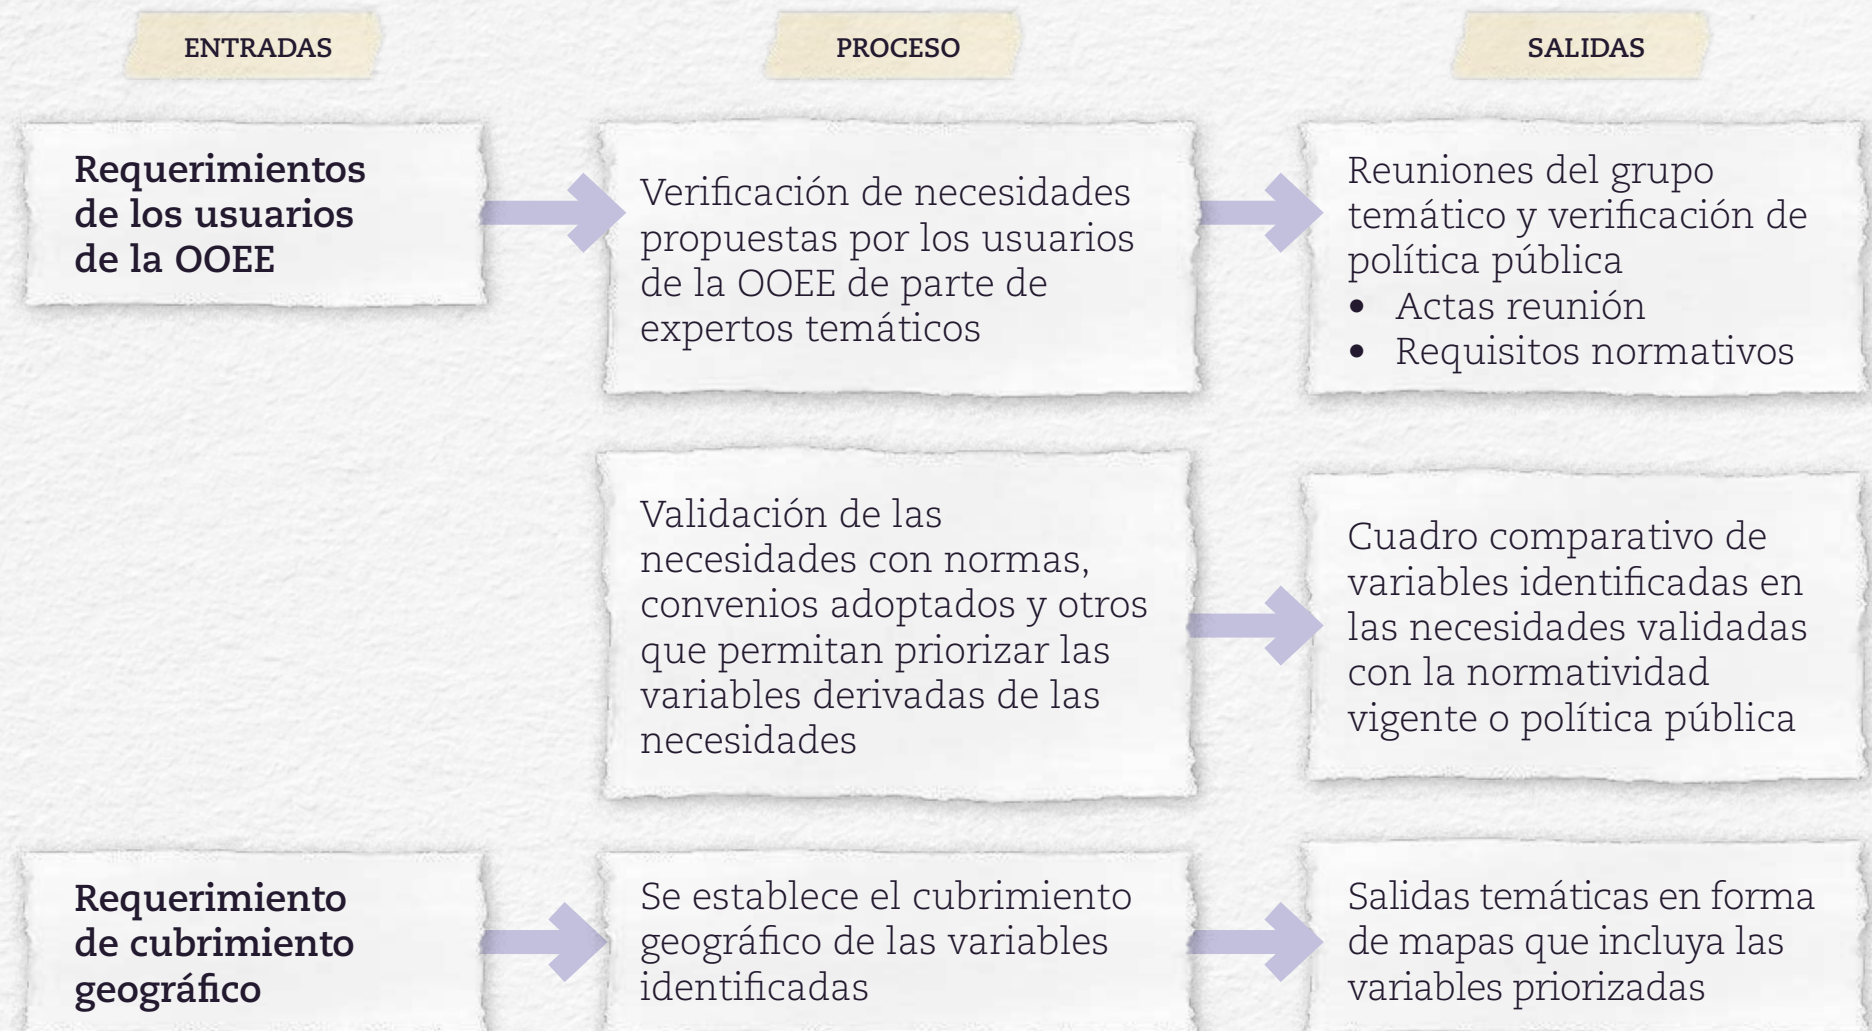 ENTRADAS
PROCESO
SALIDAS
Requerimientos
de los usuarios
de la OOEE
Verificación de necesidades
propuestas por los usuarios
de la OOEE de parte de
expertos temáticos
Reuniones del grupo
temático y verificación de
política pública
• Actas reunión
• Requisitos normativos
Validación de las
necesidades con normas,
convenios adoptados y otros
que permitan priorizar las
variables derivadas de las
necesidades
Cuadro comparativo de
variables identificadas en
las necesidades validadas
con la normatividad
vigente o política pública
Requerimiento
de cubrimiento
geográfico
Se establece el cubrimiento
geográfico de las variables
identificadas
Salidas temáticas en forma
de mapas que incluya las
variables priorizadas